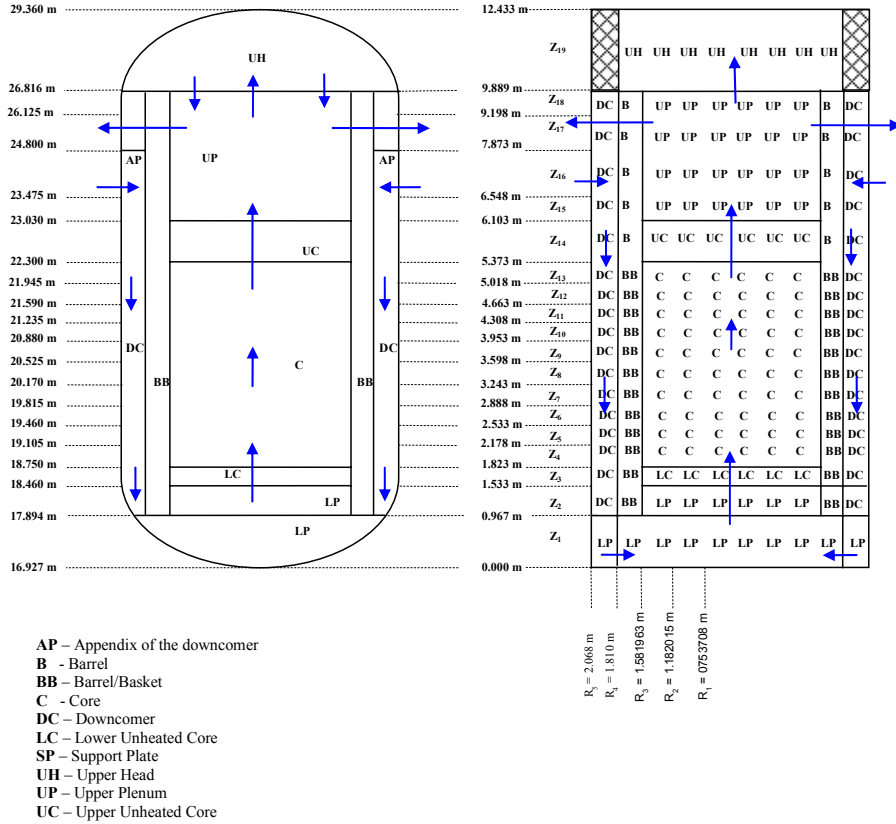 29.360 m
26.816 m
26.125 m
24.800 m
23.475 m
23.030 m
22.300 m
21.945 m
21.590 m
21.235 m
20.880 m
20.525 m
20.170 m
19.815 m
19.460 m
19.105 m
18.750 m
18.460 m
17.894 m
16.927 m
UH
AP UP AP
UC
DC DC
BB C BB
LC
LP
LP
12.433 m
Z19 UH UH UH UH UH UH UH UH
9.889 m
Z18 DC B UP UP UP UP UP UP B DC
9.198 m
Z17 DC B UP UP UP UP UP UP B DC
7.873 m
Z16 DC B UP UP UP UP UP UP B DC
6.548 m
Z15 DC B UP UP UP UP UP UP B DC
6.103 m
Z14 DC B UC UC UC UC UC UC B DC
5.373 m
Z13 DC BB C C C C C C BB DC
5.018 m
Z12 DC BB C C C C C C BB DC
4.663 m
Z11 DC BB C C C C C C BB DC
4.308 m
Z10 DC BB C C C C C C BB DC
3.953 m
Z9 DC BB C C C C C C BB DC
3.598 m
Z8 DC BB C C C C C C BB DC
3.243 m
Z7 DC BB C C C C C C BB DC
2.888 m
Z6 DC BB C C C C C C BB DC
2.533 m
Z5 DC BB C C C C C C BB DC
2.178 m
Z4 DC BB C C C C C C BB DC
1.823 m
Z3 DC BB LC LC LC LC LC LC BB DC
1.533 m
Z2 DC BB LP LP LP LP LP LP BB DC
0.967 m
Z1 LP LP LP LP LP LP LP LP LP LP
0.000 m
R5 = 2.068 m
R4 = 1.810 m
R3 = 1.581963 m
R2 = 1.182015 m
R1 = 0753708 m
AP – Appendix of the downcomer
B - Barrel
BB – Barrel/Basket
C - Core
DC – Downcomer
LC – Lower Unheated Core
SP – Support Plate
UH – Upper Head
UP – Upper Plenum
UC – Upper Unheated Core